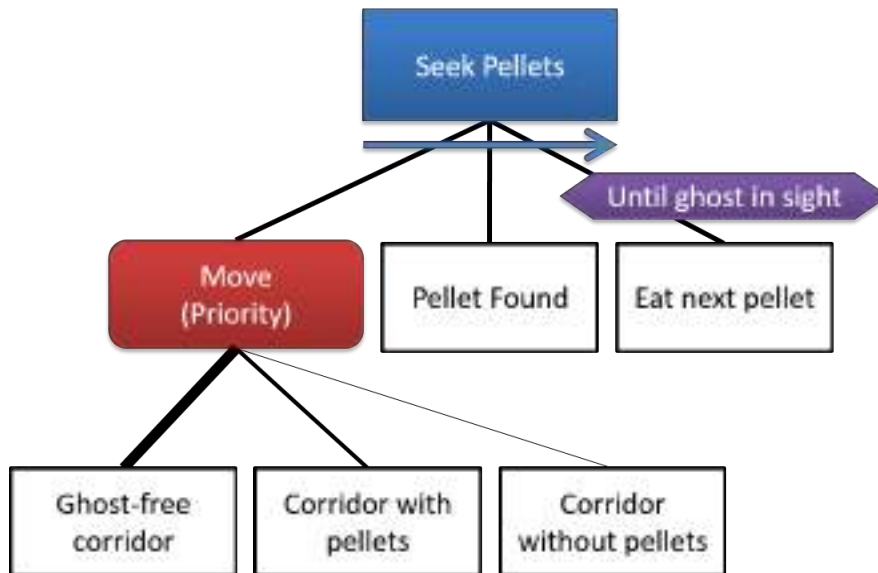 Seek Pellets
Until ghost in sight
Move
(Priority)
Pellet Found
Eat next pellet
Ghost-free
corridor
Corridor with
pellets
Corridor
without pellets